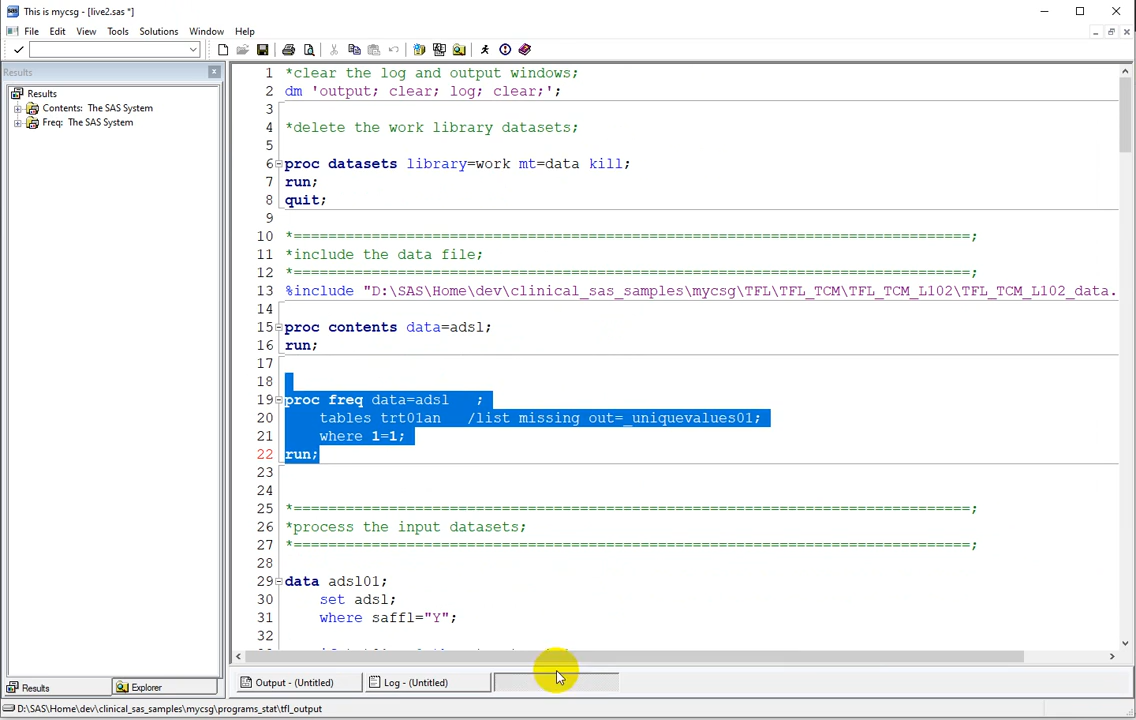 This is mycsg - [live2.sas *]
File Edit View Tools Solutions Window Help
Results
Results
Contents: The SAS System
Freq: The SAS System
Results
Explorer
1 *clear the log and output windows;
2 dm 'output; clear; log; clear;';
3
4 *delete the work library datasets;
5
6 proc datasets library=work mt=data kill;
7 run;
8 quit;
9
10 *==============================================================================;
11 *include the data file;
12 *==============================================================================;
13 %include "D:\SAS\Home\dev\clinical_sas_samples\mycsg\TFL\TFL_TCM\TFL_TCM_L102\TFL_TCM_L102_data.
14
15 proc contents data=adsl;
16 run;
17
18
19 proc freq data=adsl ;
20 tables trt01an /list missing out=_uniquevalues01;
21 where 1=1;
22 run;
23
24
25 *==============================================================================;
26 *process the input datasets;
27 *==============================================================================;
28
29 data adsl01;
30 set adsl;
31 where saffl="Y";
32
Output - (Untitled) Log - (Untitled)
D:\SAS\Home\dev\clinical_sas_samples\mycsg\programs_stat\tfl_output